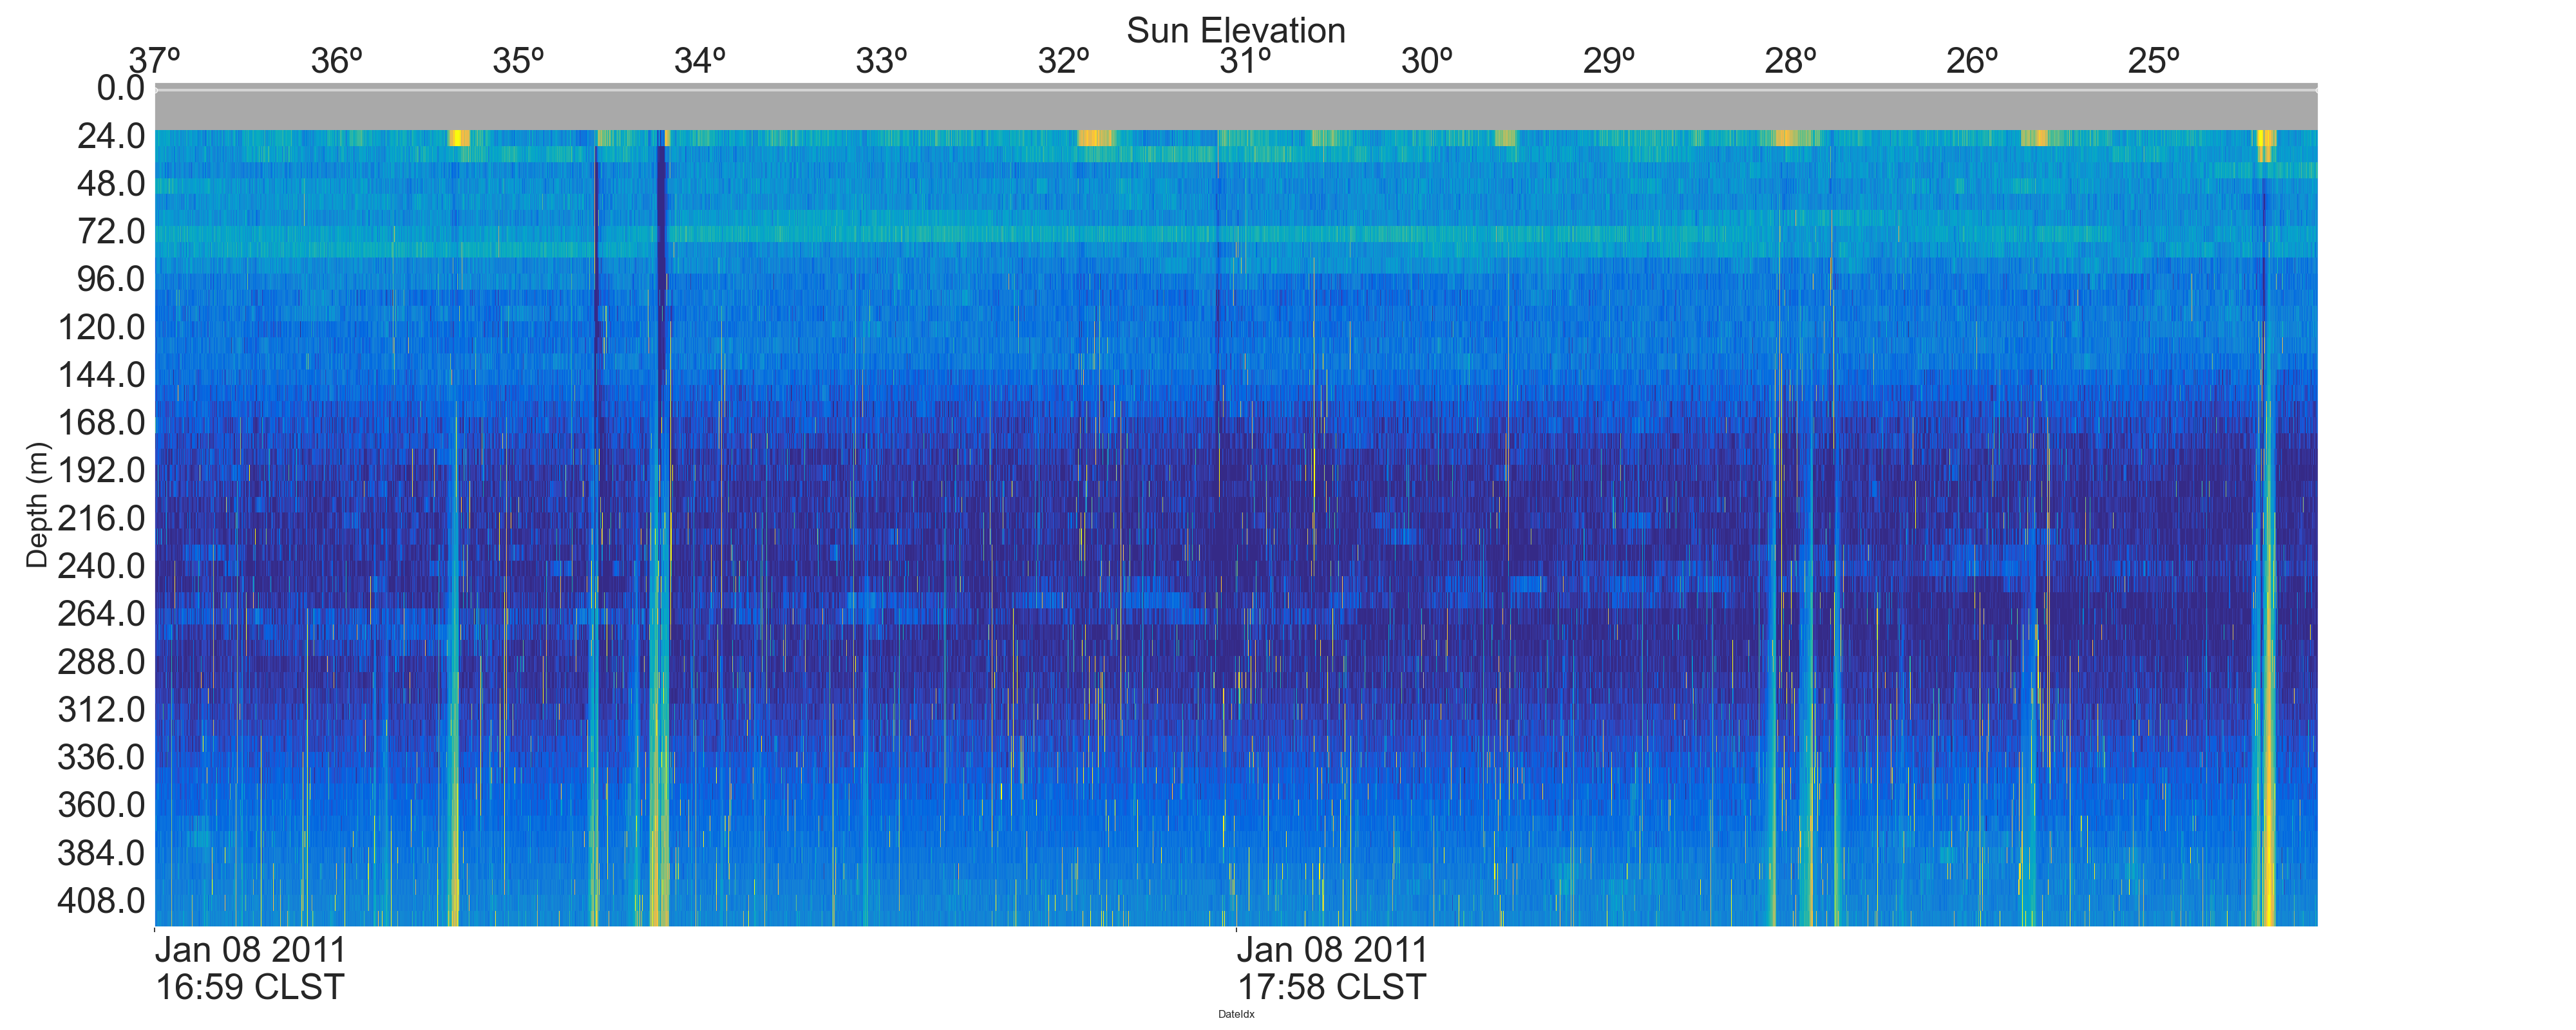 Sun Elevation
37º 36º 35º 34º 33º 32º 31º 30º 29º 28º 26º 25º
0.0
24.0
48.0
72.0
96.0
120.0
144.0
168.0
192.0
216.0
240.0
264.0
288.0
312.0
336.0
360.0
384.0
408.0
Depth (m)
Jan 08 2011
16:59 CLST
Jan 08 2011
17:58 CLST
DateIdx